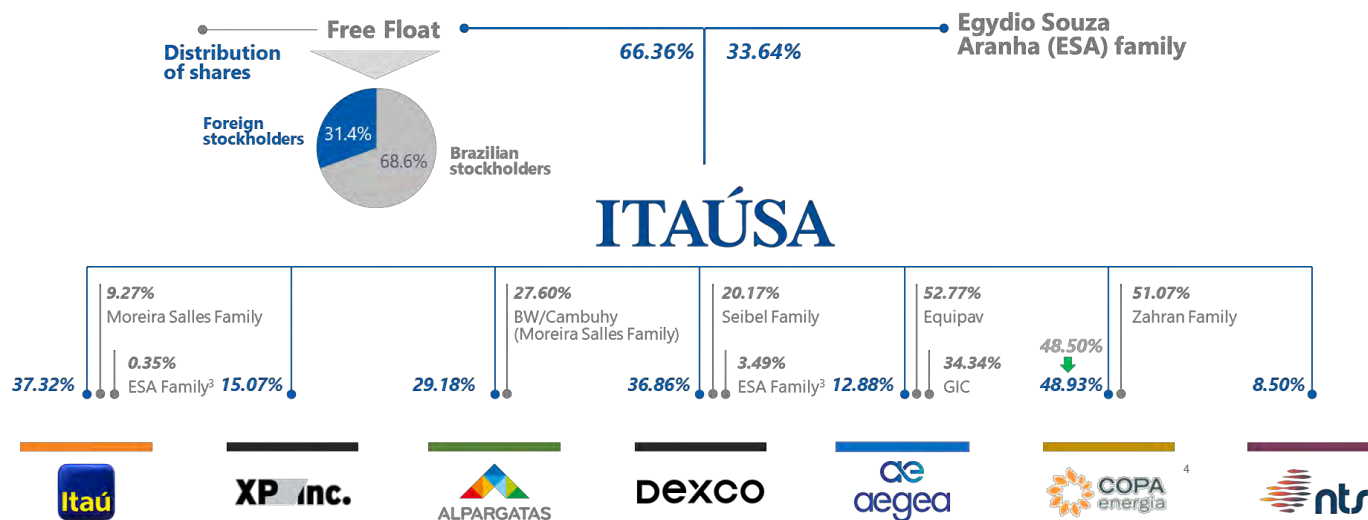 Free Float
Distribution
of shares
66.36%
33.64%
Egydio Souza
Aranha (ESA) family
Foreign
stockholders
31.4%
68.6%
Brazilian
stockholders
ITAÚSA
9.27%
Moreira Salles Family
0.35%
ESA Family³
37.32%
15.07%
27.60%
BW/Cambuhy
(Moreira Salles Family)
29.18%
20.17%
Seibel Family
3.49%
ESA Family³
36.86%
52.77%
Equipav
34.34%
GIC
12.88%
51.07%
Zahran Family
48.50%
48.93%
8.50%
Itaú
XP inc.
ALPARGATAS
DEXCO
ae
aegea
COPA
energia
4
nts